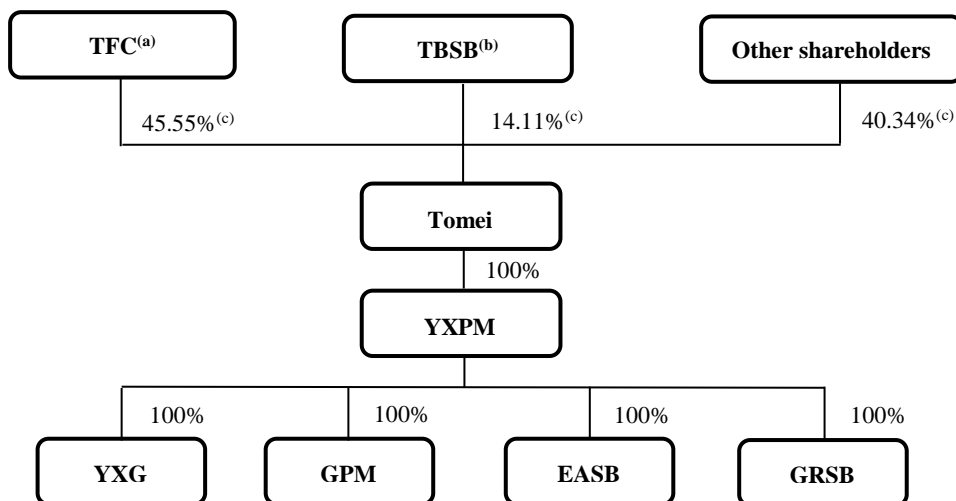 TFC(a)
TBSB(b)
Other shareholders
45.55%(c)
14.11%(c)
40.34%(c)
Tomei
100%
YXPM
100%
100%
100%
100%
YXG
GPM
EASB
GRSB